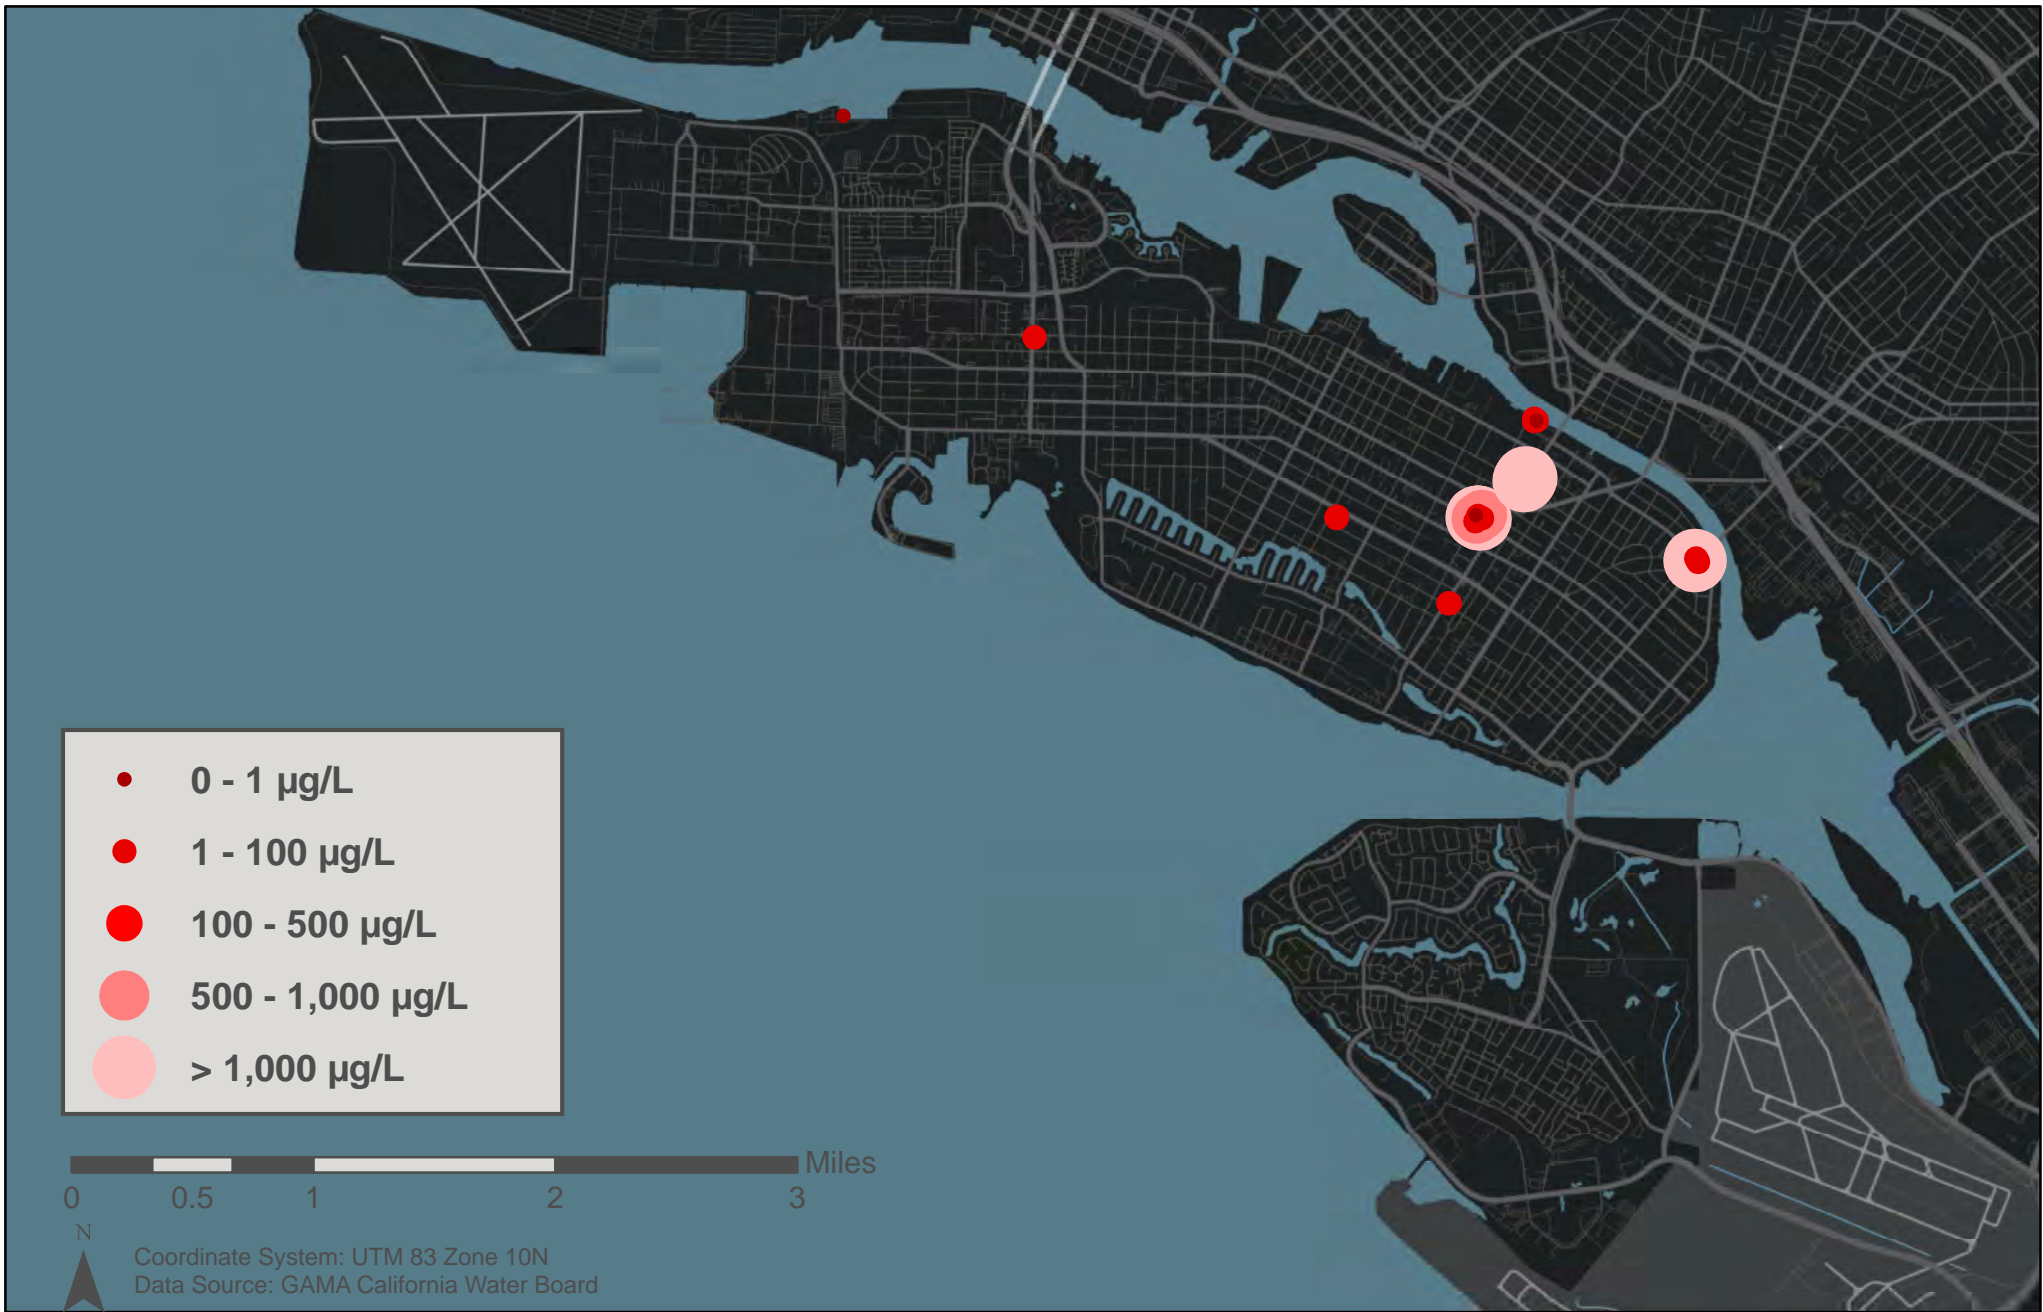 0 - 1 µg/L
1 - 100 µg/L
100 - 500 µg/L
500 - 1,000 µg/L
> 1,000 µg/L
Miles
0 0.5 1 2 3
N
Coordinate System: UTM 83 Zone 10N
Data Source: GAMA California Water Board